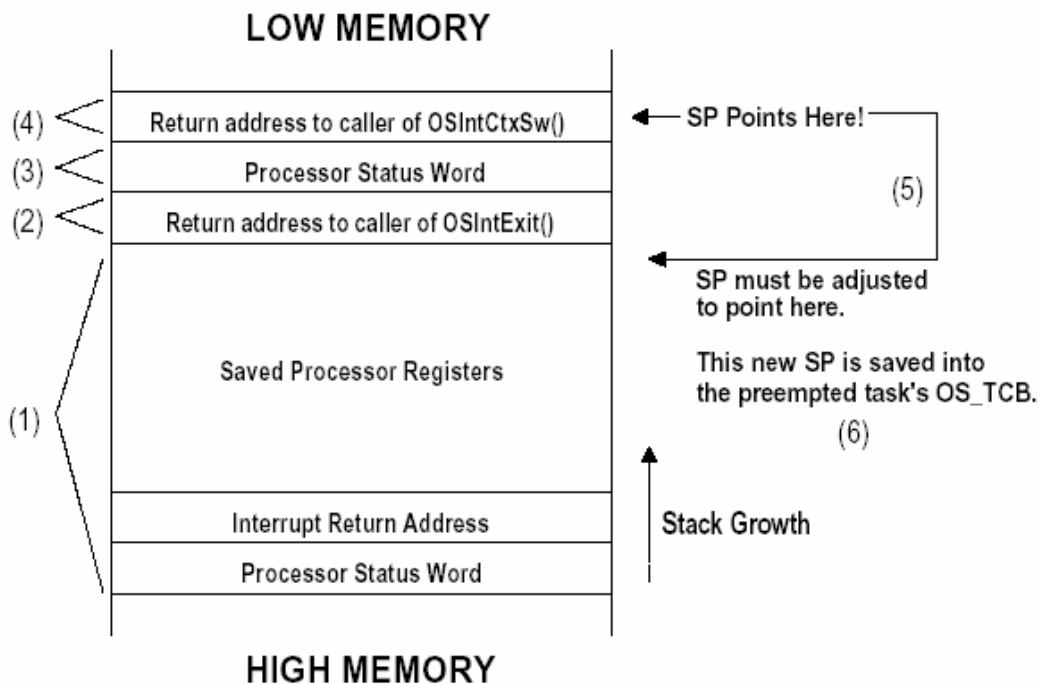 LOW MEMORY
(4)
Return address to caller of OSIntCtxSw()
SP Points Here!
(3)
Processor Status Word
(5)
(2)
Return address to caller of OSIntExit()
SP must be adjusted
to point here.
Saved Processor Registers
This new SP is saved into
the preempted task's OS_TCB.
(1)
(6)
Interrupt Return Address
Stack Growth
Processor Status Word
HIGH MEMORY